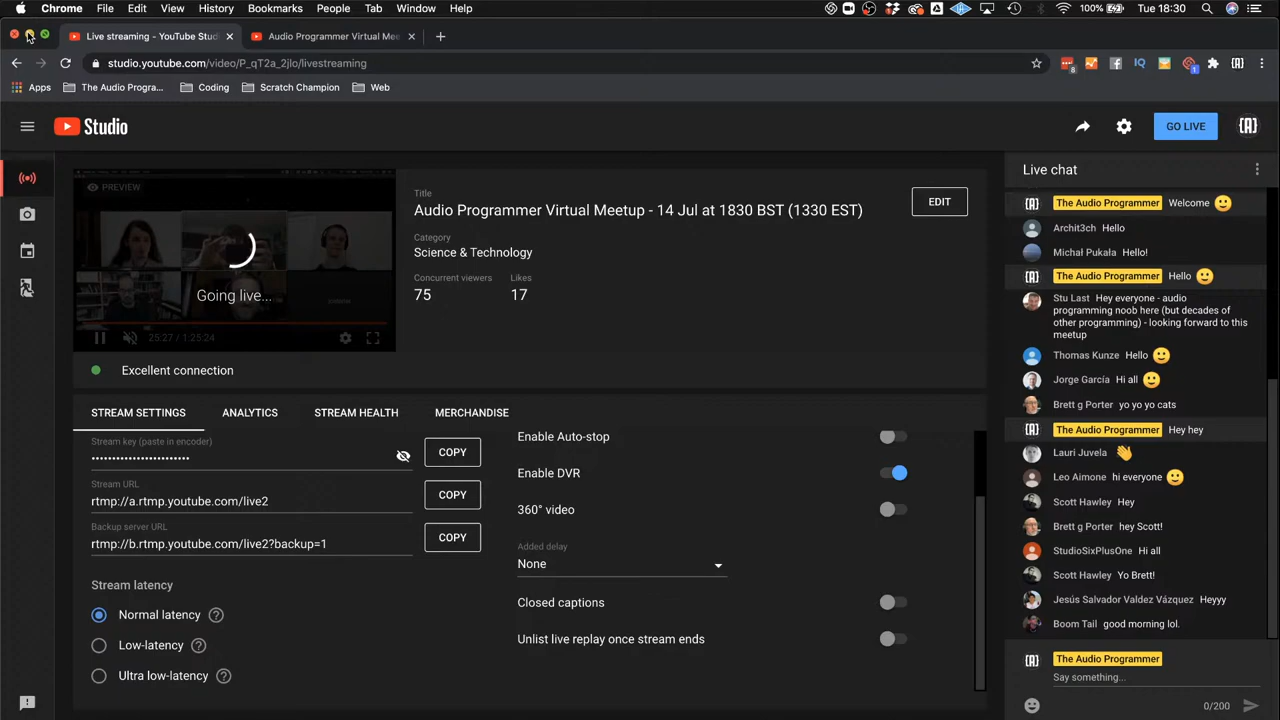 Chrome File Edit View History Bookmarks People Tab Window Help
100% Tue 18:30
Live streaming - YouTube Studi
Audio Programmer Virtual Mee
studio.youtube.com/video/P_qT2a_2jlo/livestreaming
8
IQ
1
{A}
Apps
The Audio Programa...
Coding
Scratch Champion
Web
Studio
GO LIVE
{A}
PREVIEW
Going live...
25:27 / 1:25:24
Title
Audio Programmer Virtual Meetup - 14 Jul at 1830 BST (1330 EST)
EDIT
Category
Science & Technology
Concurrent viewers
75
Likes
17
Excellent connection
STREAM SETTINGS
ANALYTICS
STREAM HEALTH
MERCHANDISE
Stream key (paste in encoder)
••••••••••••••••••••••••
COPY
Stream URL
rtmp://a.rtmp.youtube.com/live2
COPY
Backup server URL
rtmp://b.rtmp.youtube.com/live2?backup=1
COPY
Stream latency
Normal latency
Low-latency
Ultra low-latency
Enable Auto-stop
Enable DVR
360° video
Added delay
None
Closed captions
Unlist live replay once stream ends
Live chat
{A} The Audio Programmer Welcome 🙂
Archit3ch Hello
Michał Pukała Hello!
{A} The Audio Programmer Hello 🙂
Stu Last Hey everyone - audio
programming noob here (but decades of
other programming) - looking forward to this
meetup
Thomas Kunze Hello 🙂
Jorge García Hi all 🙂
Brett g Porter yo yo yo cats
{A} The Audio Programmer Hey hey
Lauri Juvela 👋
Leo Aimone hi everyone 🙂
Scott Hawley Hey
Brett g Porter hey Scott!
StudioSixPlusOne Hi all
Scott Hawley Yo Brett!
Jesús Salvador Valdez Vázquez Heyyy
Boom Tail good morning lol.
{A} The Audio Programmer
Say something...
0/200